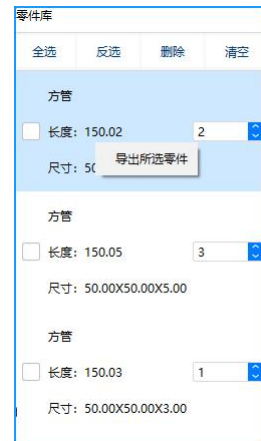 零件库
全选 反选 删除 清空
方管
长度: 150.02 2
尺寸: 50
导出所选零件
方管
长度: 150.05 3
尺寸: 50.00X50.00X5.00
方管
长度: 150.03 1
尺寸: 50.00X50.00X3.00